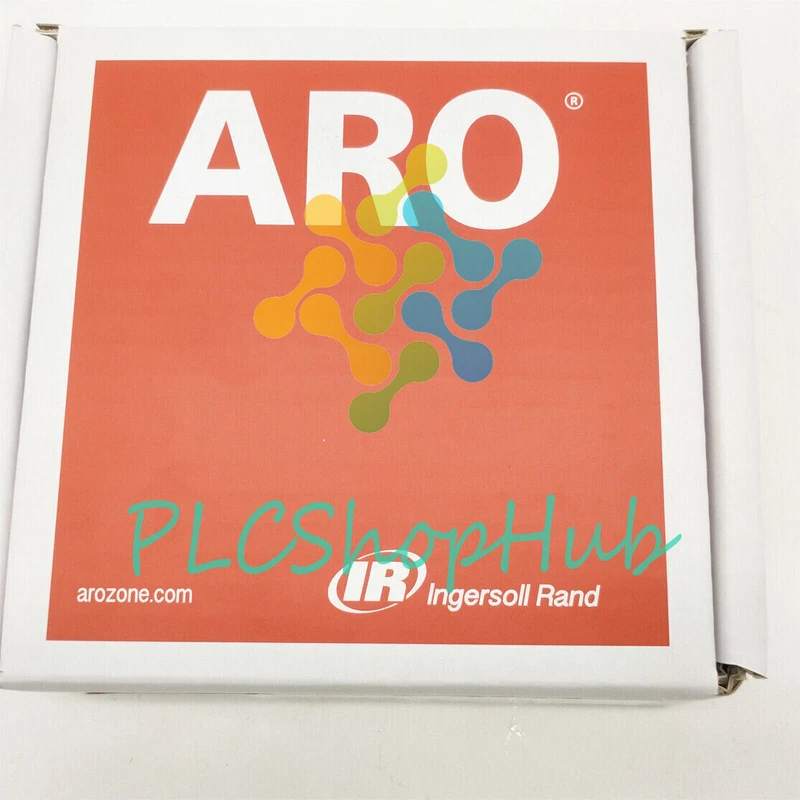 ARO®
PLCShopHub
arozone.com
IR Ingersoll Rand